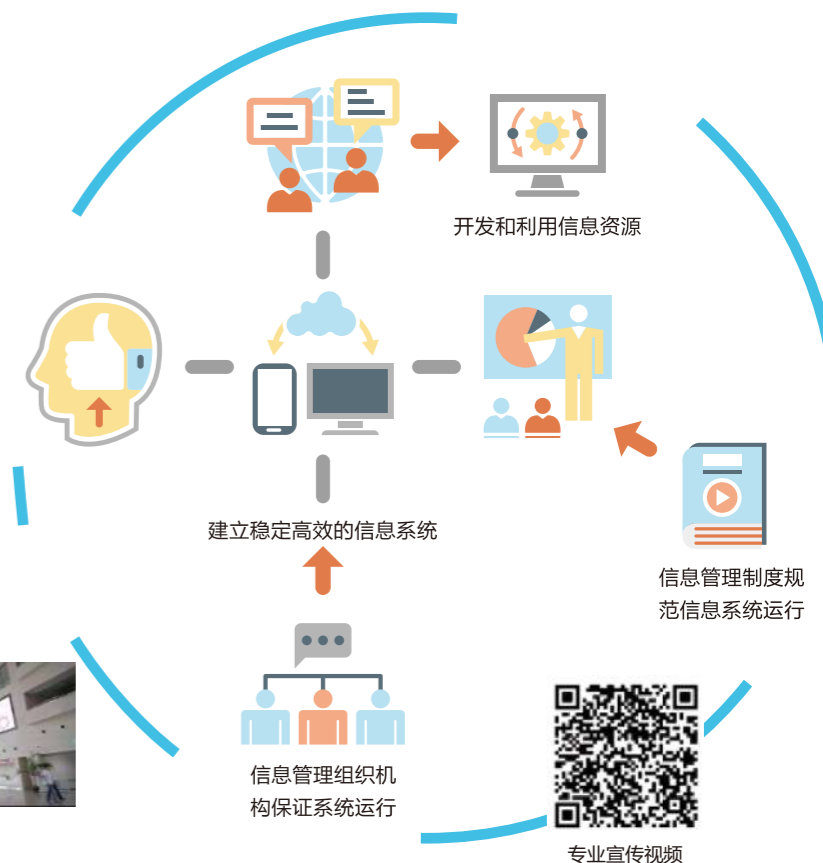 开发和利用信息资源
建立稳定高效的信息系统
信息管理制度规
范信息系统运行
信息管理组织机
构保证系统运行
专业宣传视频